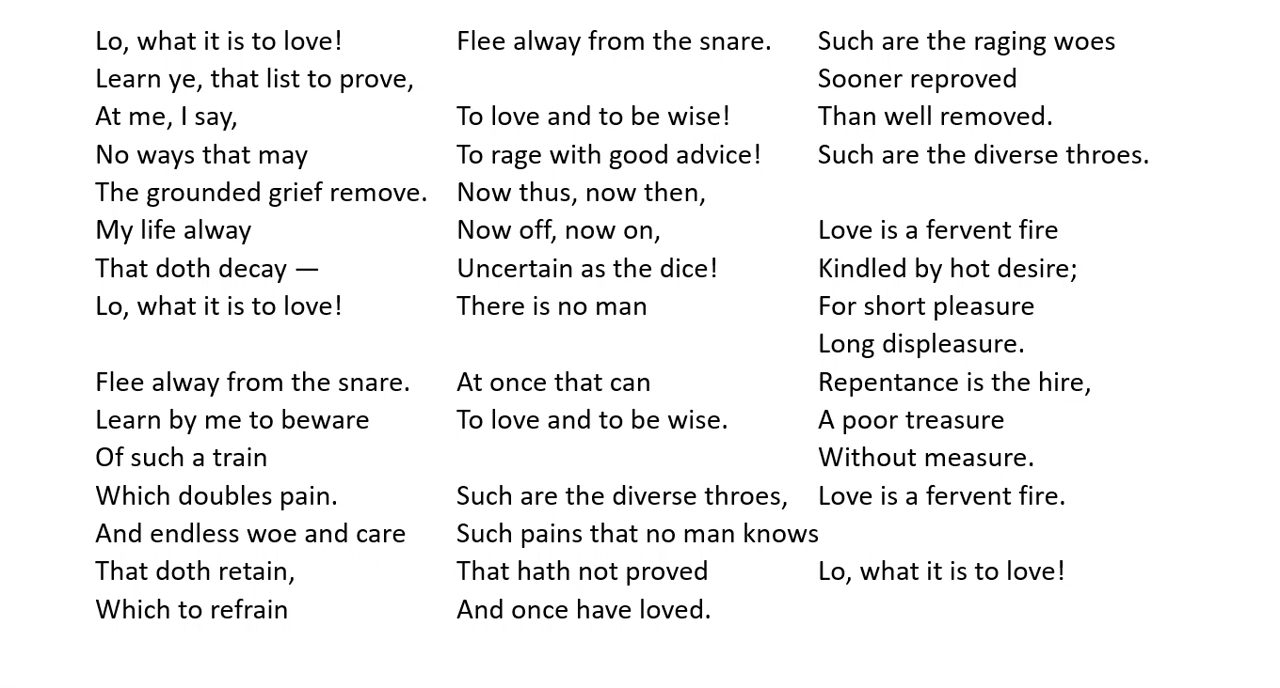 Lo, what it is to love!
Learn ye, that list to prove,
At me, I say,
No ways that may
The grounded grief remove.
My life alway
That doth decay —
Lo, what it is to love!
Flee alway from the snare.
Learn by me to beware
Of such a train
Which doubles pain.
And endless woe and care
That doth retain,
Which to refrain
Flee alway from the snare.
To love and to be wise!
To rage with good advice!
Now thus, now then,
Now off, now on,
Uncertain as the dice!
There is no man
At once that can
To love and to be wise.
Such are the diverse throes,
Such pains that no man knows
That hath not proved
And once have loved.
Such are the raging woes
Sooner reproved
Than well removed.
Such are the diverse throes.
Love is a fervent fire
Kindled by hot desire;
For short pleasure
Long displeasure.
Repentance is the hire,
A poor treasure
Without measure.
Love is a fervent fire.
Lo, what it is to love!